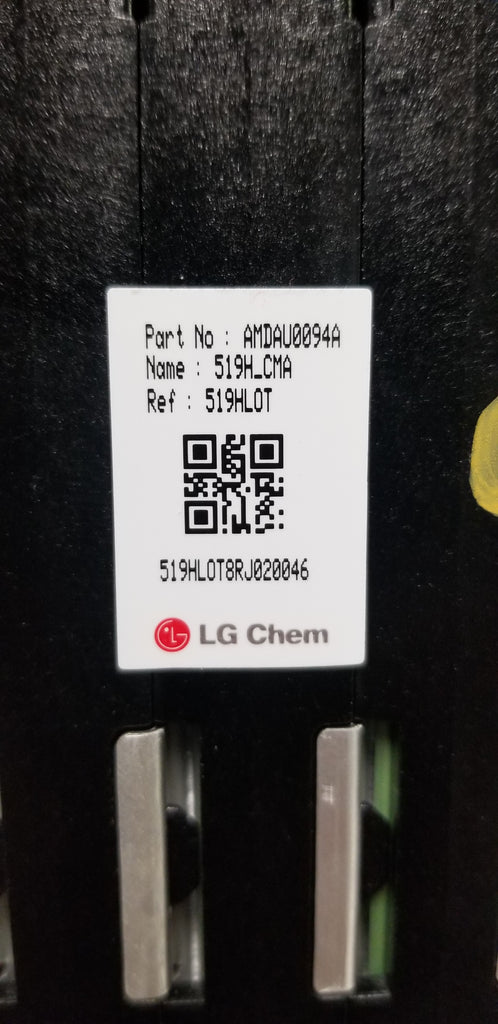 Part No : AMDAU0094A
Name : 519H_CMA
Ref : 519HLOT
519HLOT8RJ020046
LG Chem